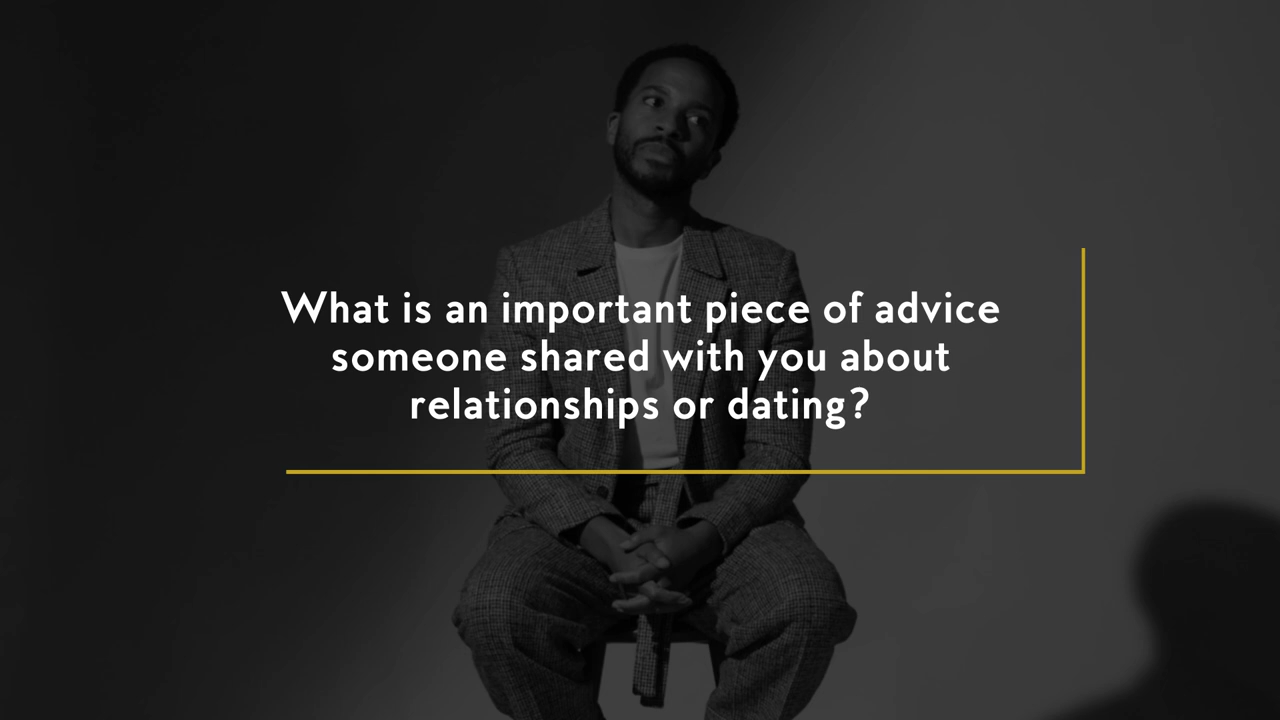 What is an important piece of advice
someone shared with you about
relationships or dating?